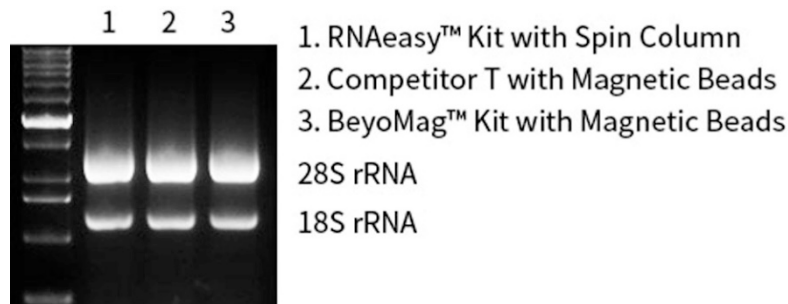 1 2 3
1. RNAeasy™ Kit with Spin Column
2. Competitor T with Magnetic Beads
3. BeyoMag™ Kit with Magnetic Beads
28S rRNA
18S rRNA